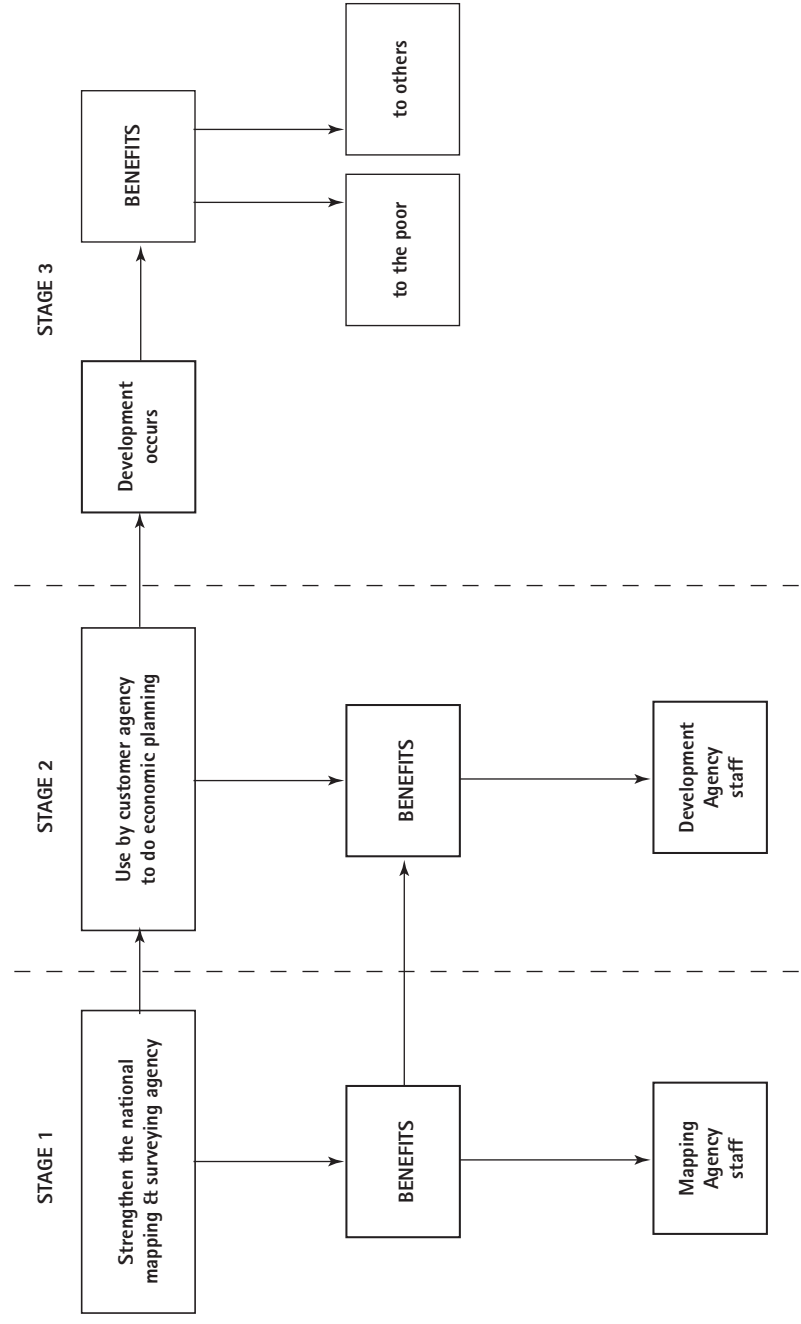 STAGE 1
Strengthen the national
mapping & surveying agency
BENEFITS
Mapping
Agency
staff
STAGE 2
Use by customer agency
to do economic planning
BENEFITS
Development
Agency
staff
STAGE 3
Development
occurs
BENEFITS
to the poor
to others